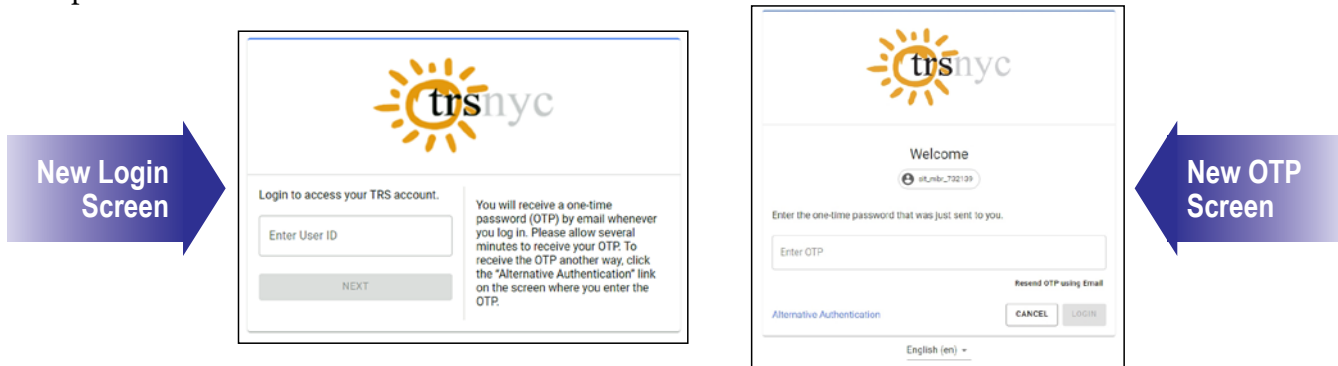 New Login
Screen
trsnyc
Login to access your TRS account.
Enter User ID
NEXT
You will receive a one-time
password (OTP) by email whenever
you log in. Please allow several
minutes to receive your OTP. To
receive the OTP another way, click
the "Alternative Authentication" link
on the screen where you enter the
OTP.
trsnyc
Welcome
Enter the one-time password that was just sent to you.
Enter OTP
Resend OTP using Email
Alternative Authentication
CANCEL
LOGIN
English (en)
New OTP
Screen